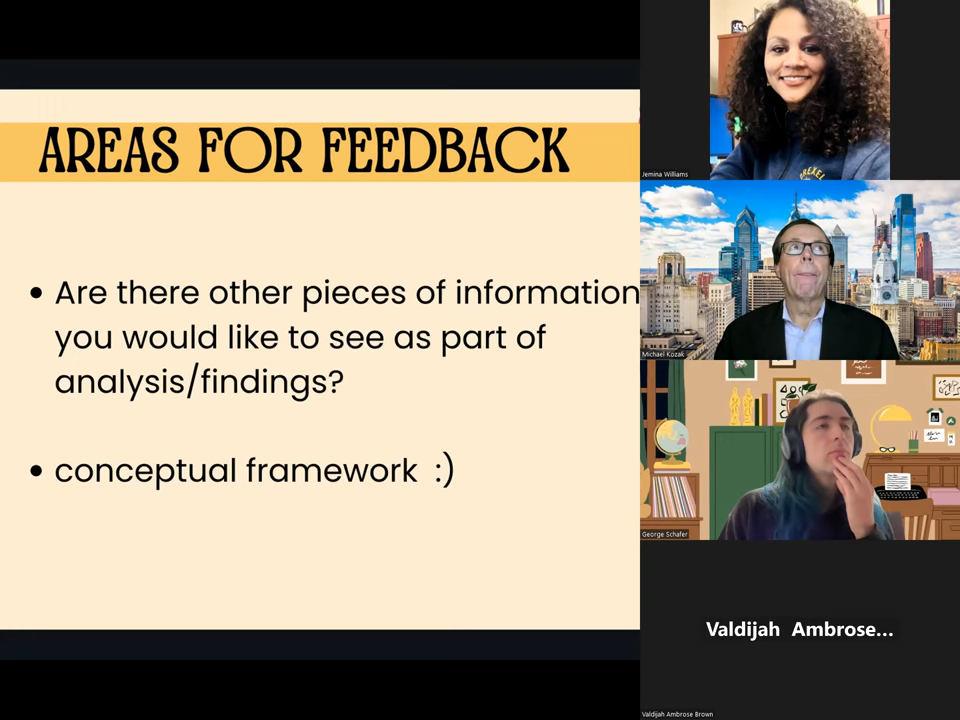 AREAS FOR FEEDBACK
• Are there other pieces of information
you would like to see as part of
analysis/findings?
• conceptual framework :)
Jemina Williams
DREXEL
Michael Kozak
George Schafer
Valdijah Ambrose...
Valdijah Ambrose Brown